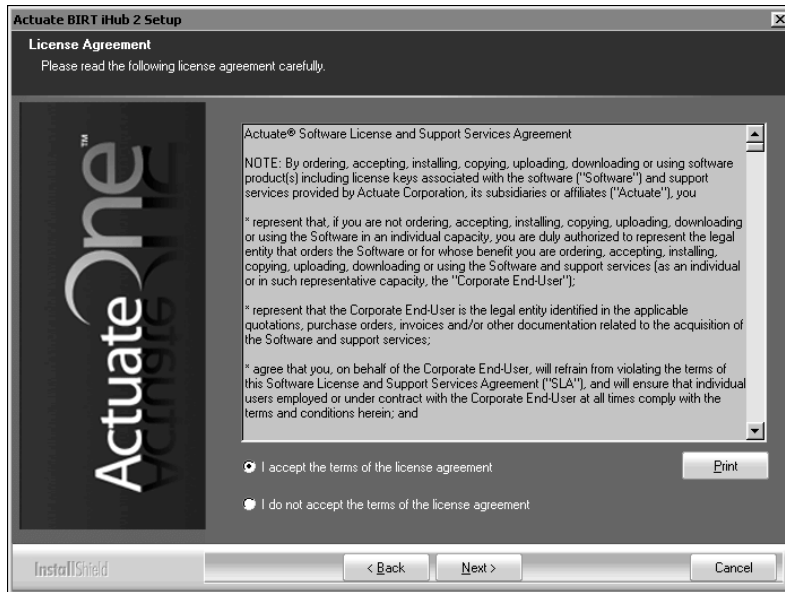 Actuate BIRT iHub 2 Setup
License Agreement
Please read the following license agreement carefully.
ActuateOne™
Actuate® Software License and Support Services Agreement
NOTE: By ordering, accepting, installing, copying, uploading, downloading or using software
product(s) including license keys associated with the software ("Software") and support
services provided by Actuate Corporation, its subsidiaries or affiliates ("Actuate"), you
* represent that, if you are not ordering, accepting, installing, copying, uploading, downloading
or using the Software in an individual capacity, you are duly authorized to represent the legal
entity that orders the Software or for whose benefit you are ordering, accepting, installing,
copying, uploading, downloading or using the Software and support services (as an individual
or in such representative capacity, the "Corporate End-User");
* represent that the Corporate End-User is the legal entity identified in the applicable
quotations, purchase orders, invoices and/or other documentation related to the acquisition of
the Software and support services;
* agree that you, on behalf of the Corporate End-User, will refrain from violating the terms of
this Software License and Support Services Agreement ("SLA"), and will ensure that individual
users employed or under contract with the Corporate End-User at all times comply with the
terms and conditions herein; and
I accept the terms of the license agreement
Print
I do not accept the terms of the license agreement
InstallShield
< Back
Next >
Cancel